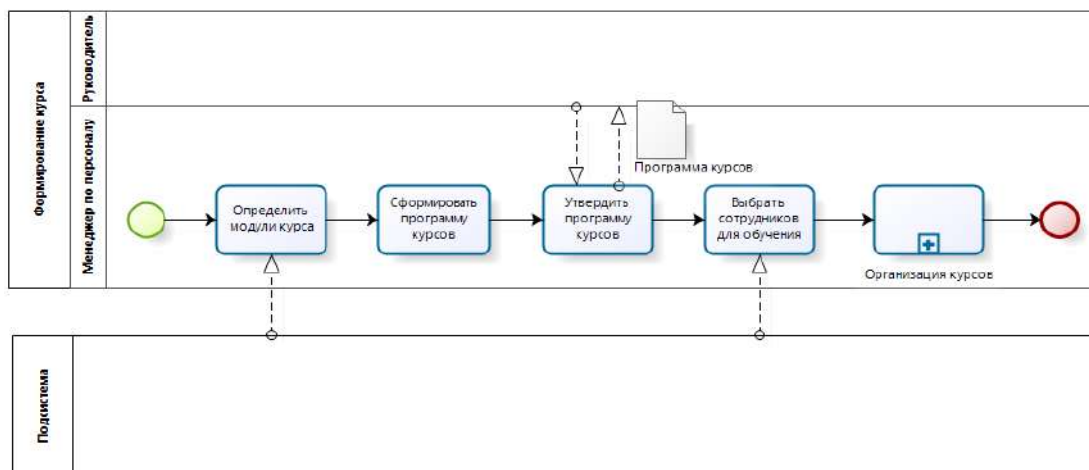 Формирование курса
Руководитель
Менеджер по персоналу
Программа курсов
Определить
модули курса
Сформировать
программу
курсов
Утвердить
программу
курсов
Выбрать
сотрудников
для обучения
Организация курсов
Подсистема